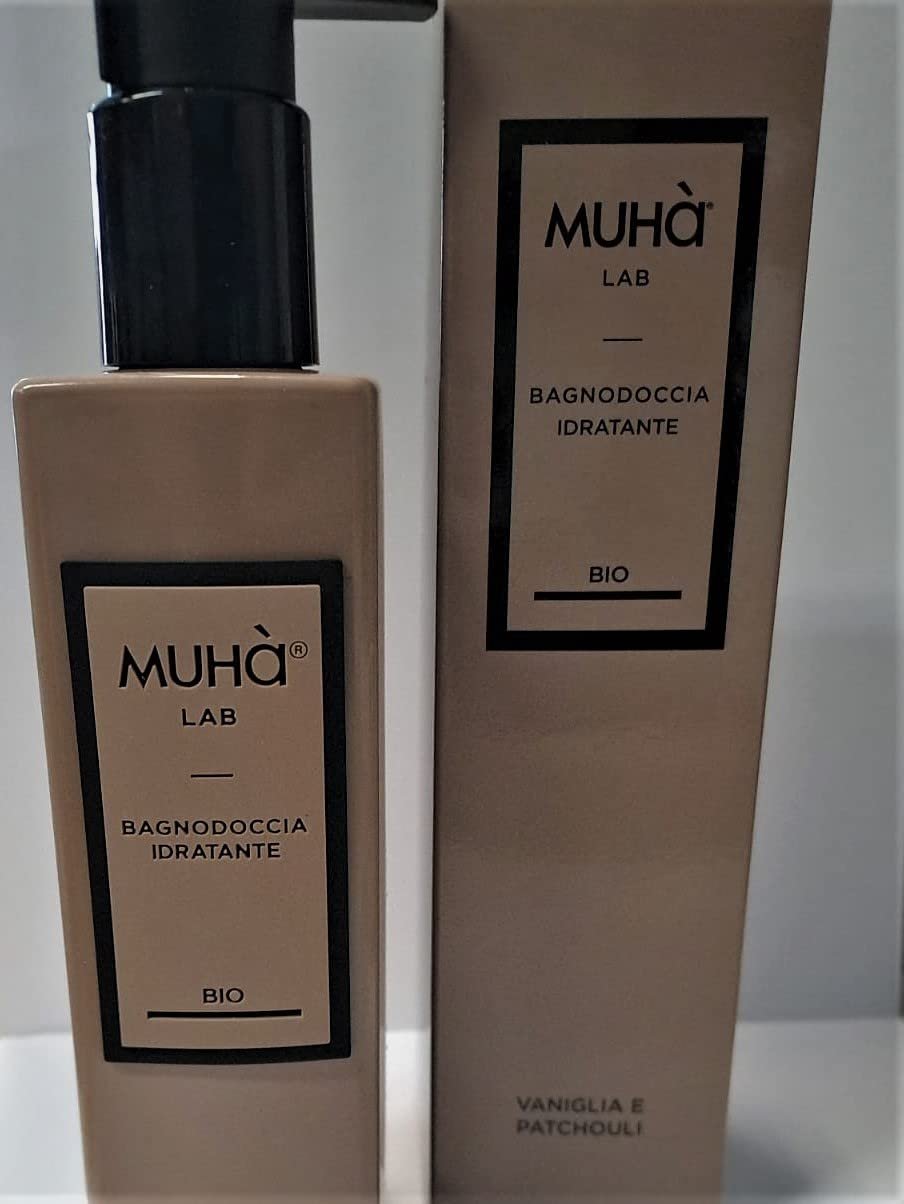 MUHà®
LAB
BAGNODOCCIA
IDRATANTE
BIO
MUHà®
LAB
BAGNODOCCIA
IDRATANTE
BIO
VANIGLIA E
PATCHOULI